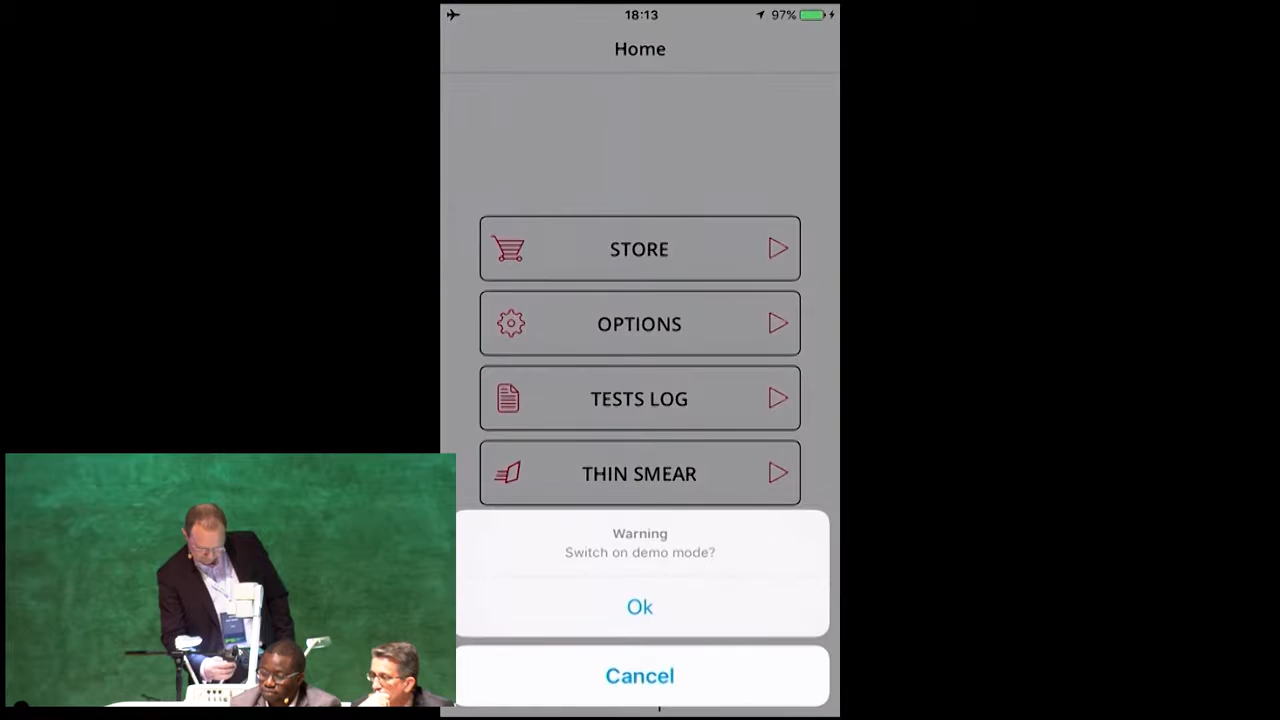 18:13
97%
Home
STORE
OPTIONS
TESTS LOG
THIN SMEAR
Warning
Switch on demo mode?
Ok
Cancel